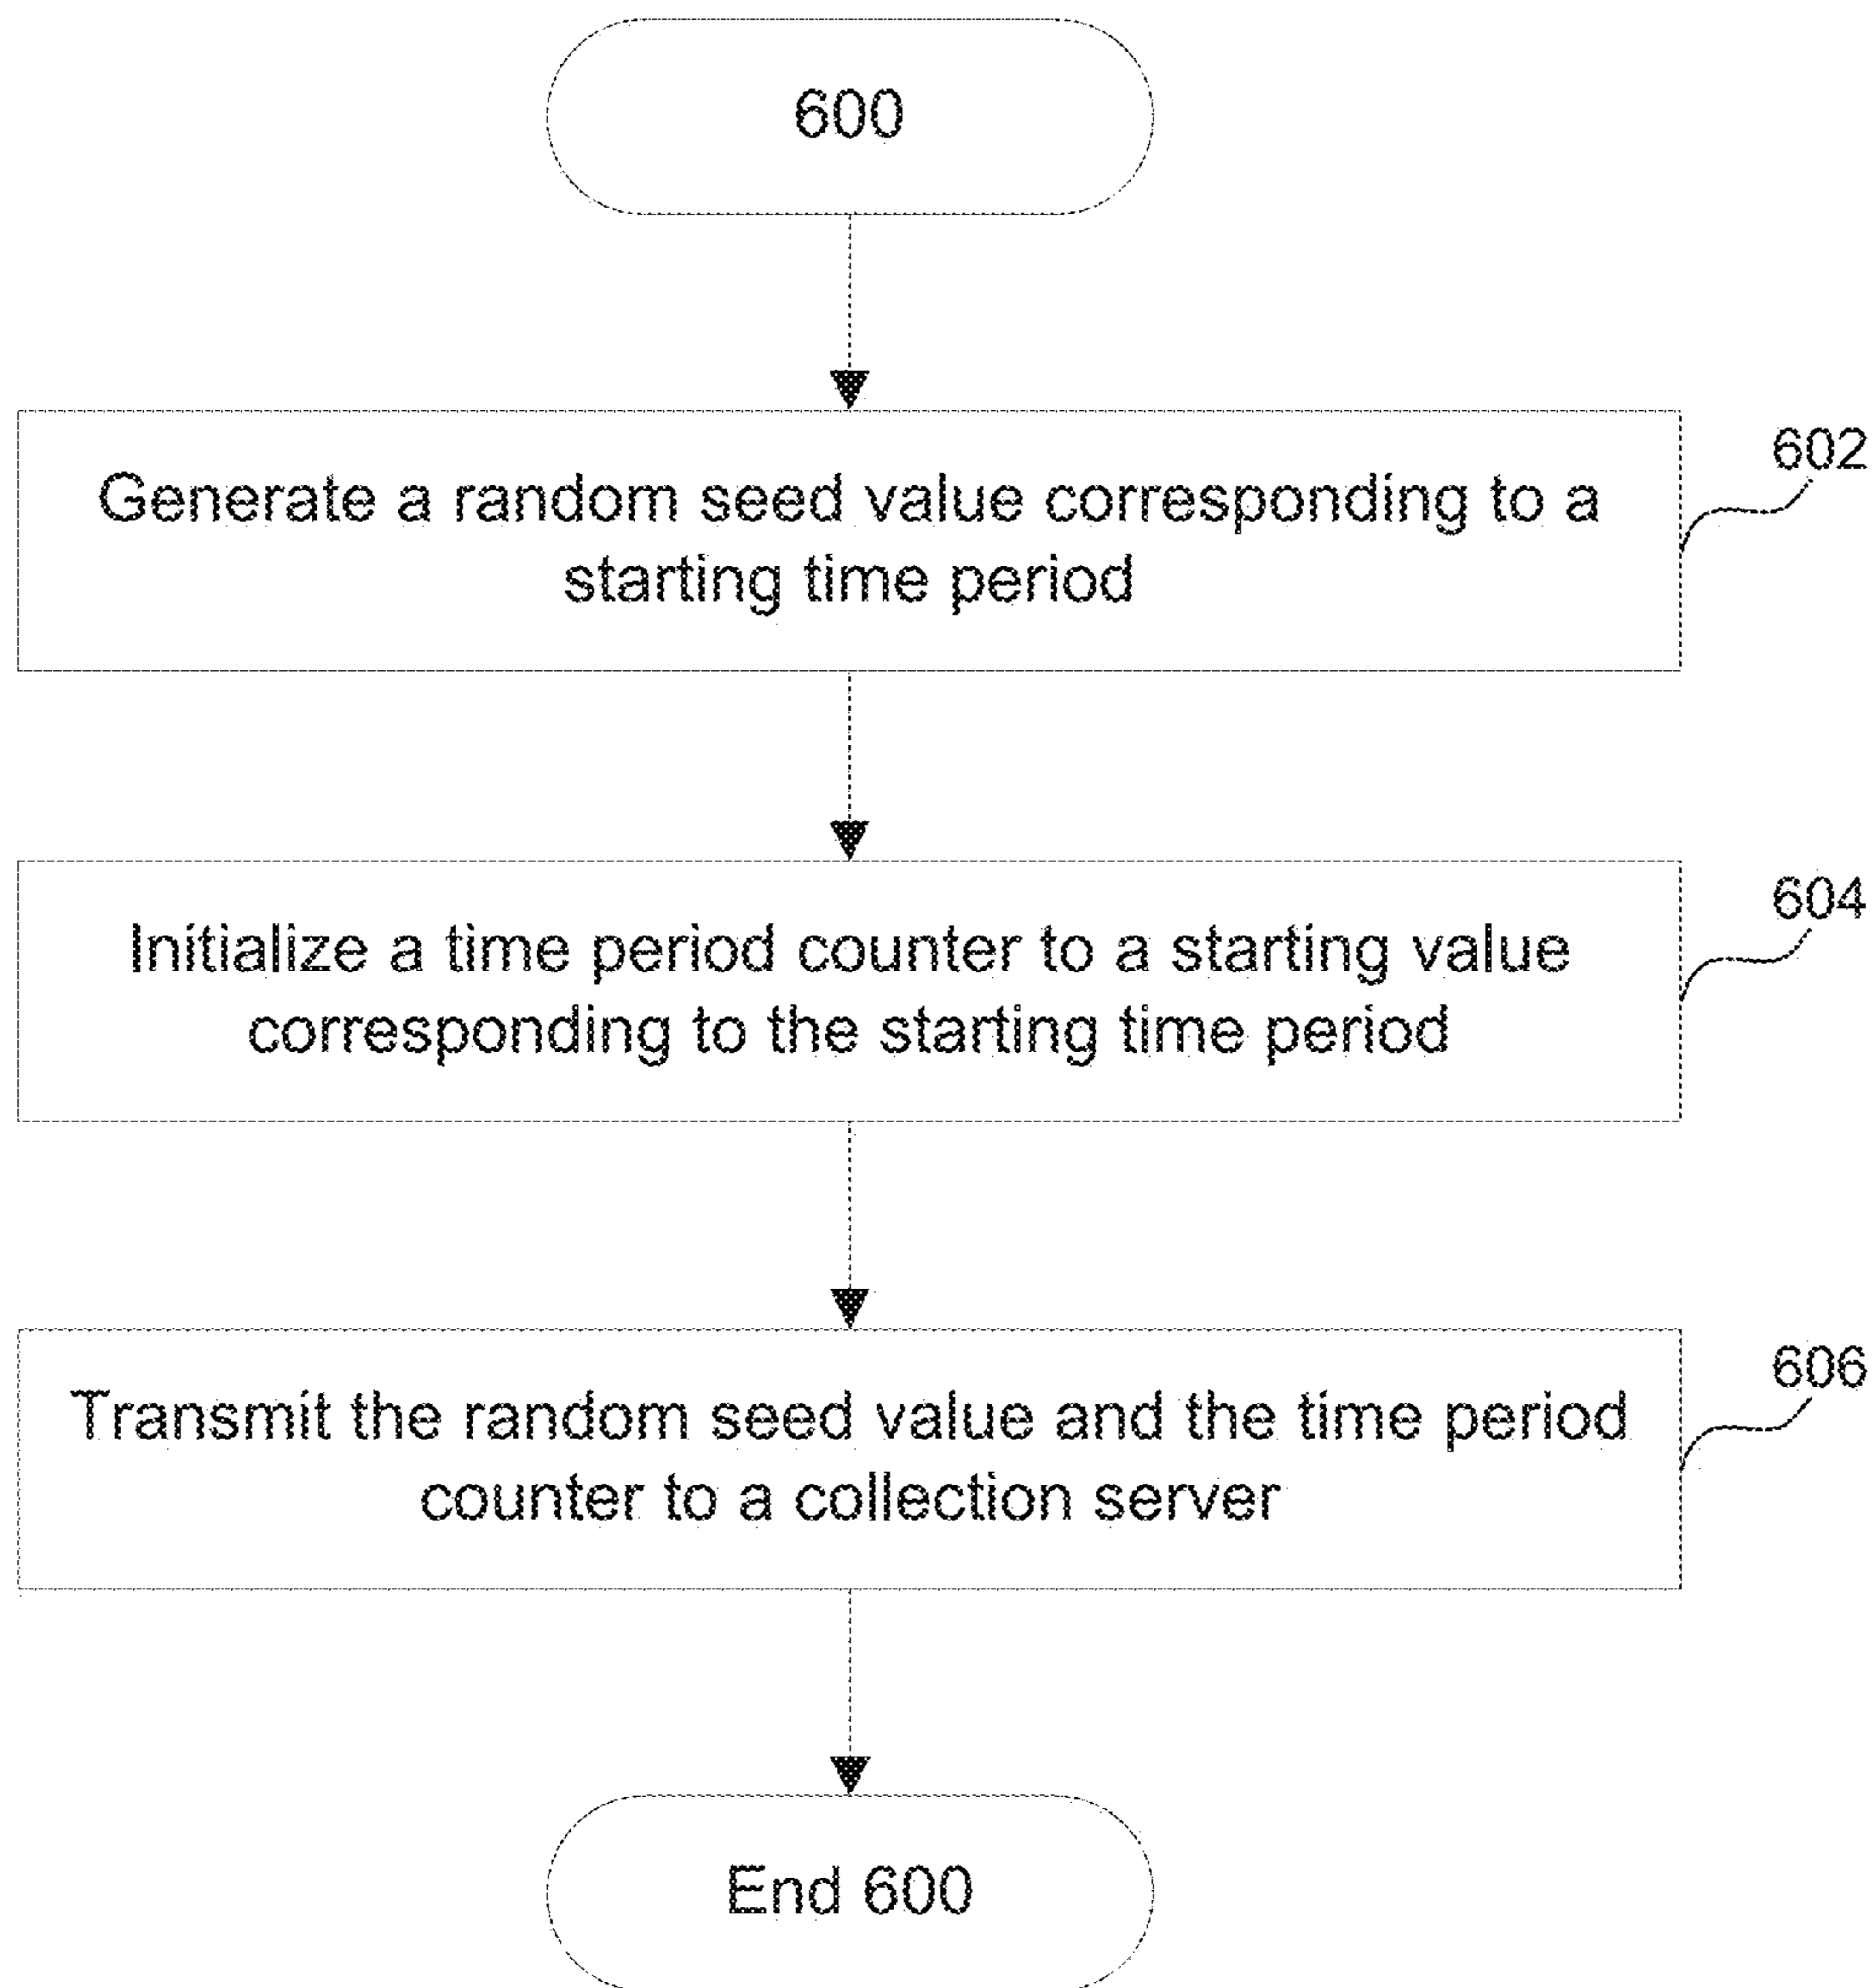 600
602
Generate a random seed value corresponding to a
starting time period
604
Initialize a time period counter to a starting value
corresponding to the starting time period
606
Transmit the random seed value and the time period
counter to a collection server
End 600